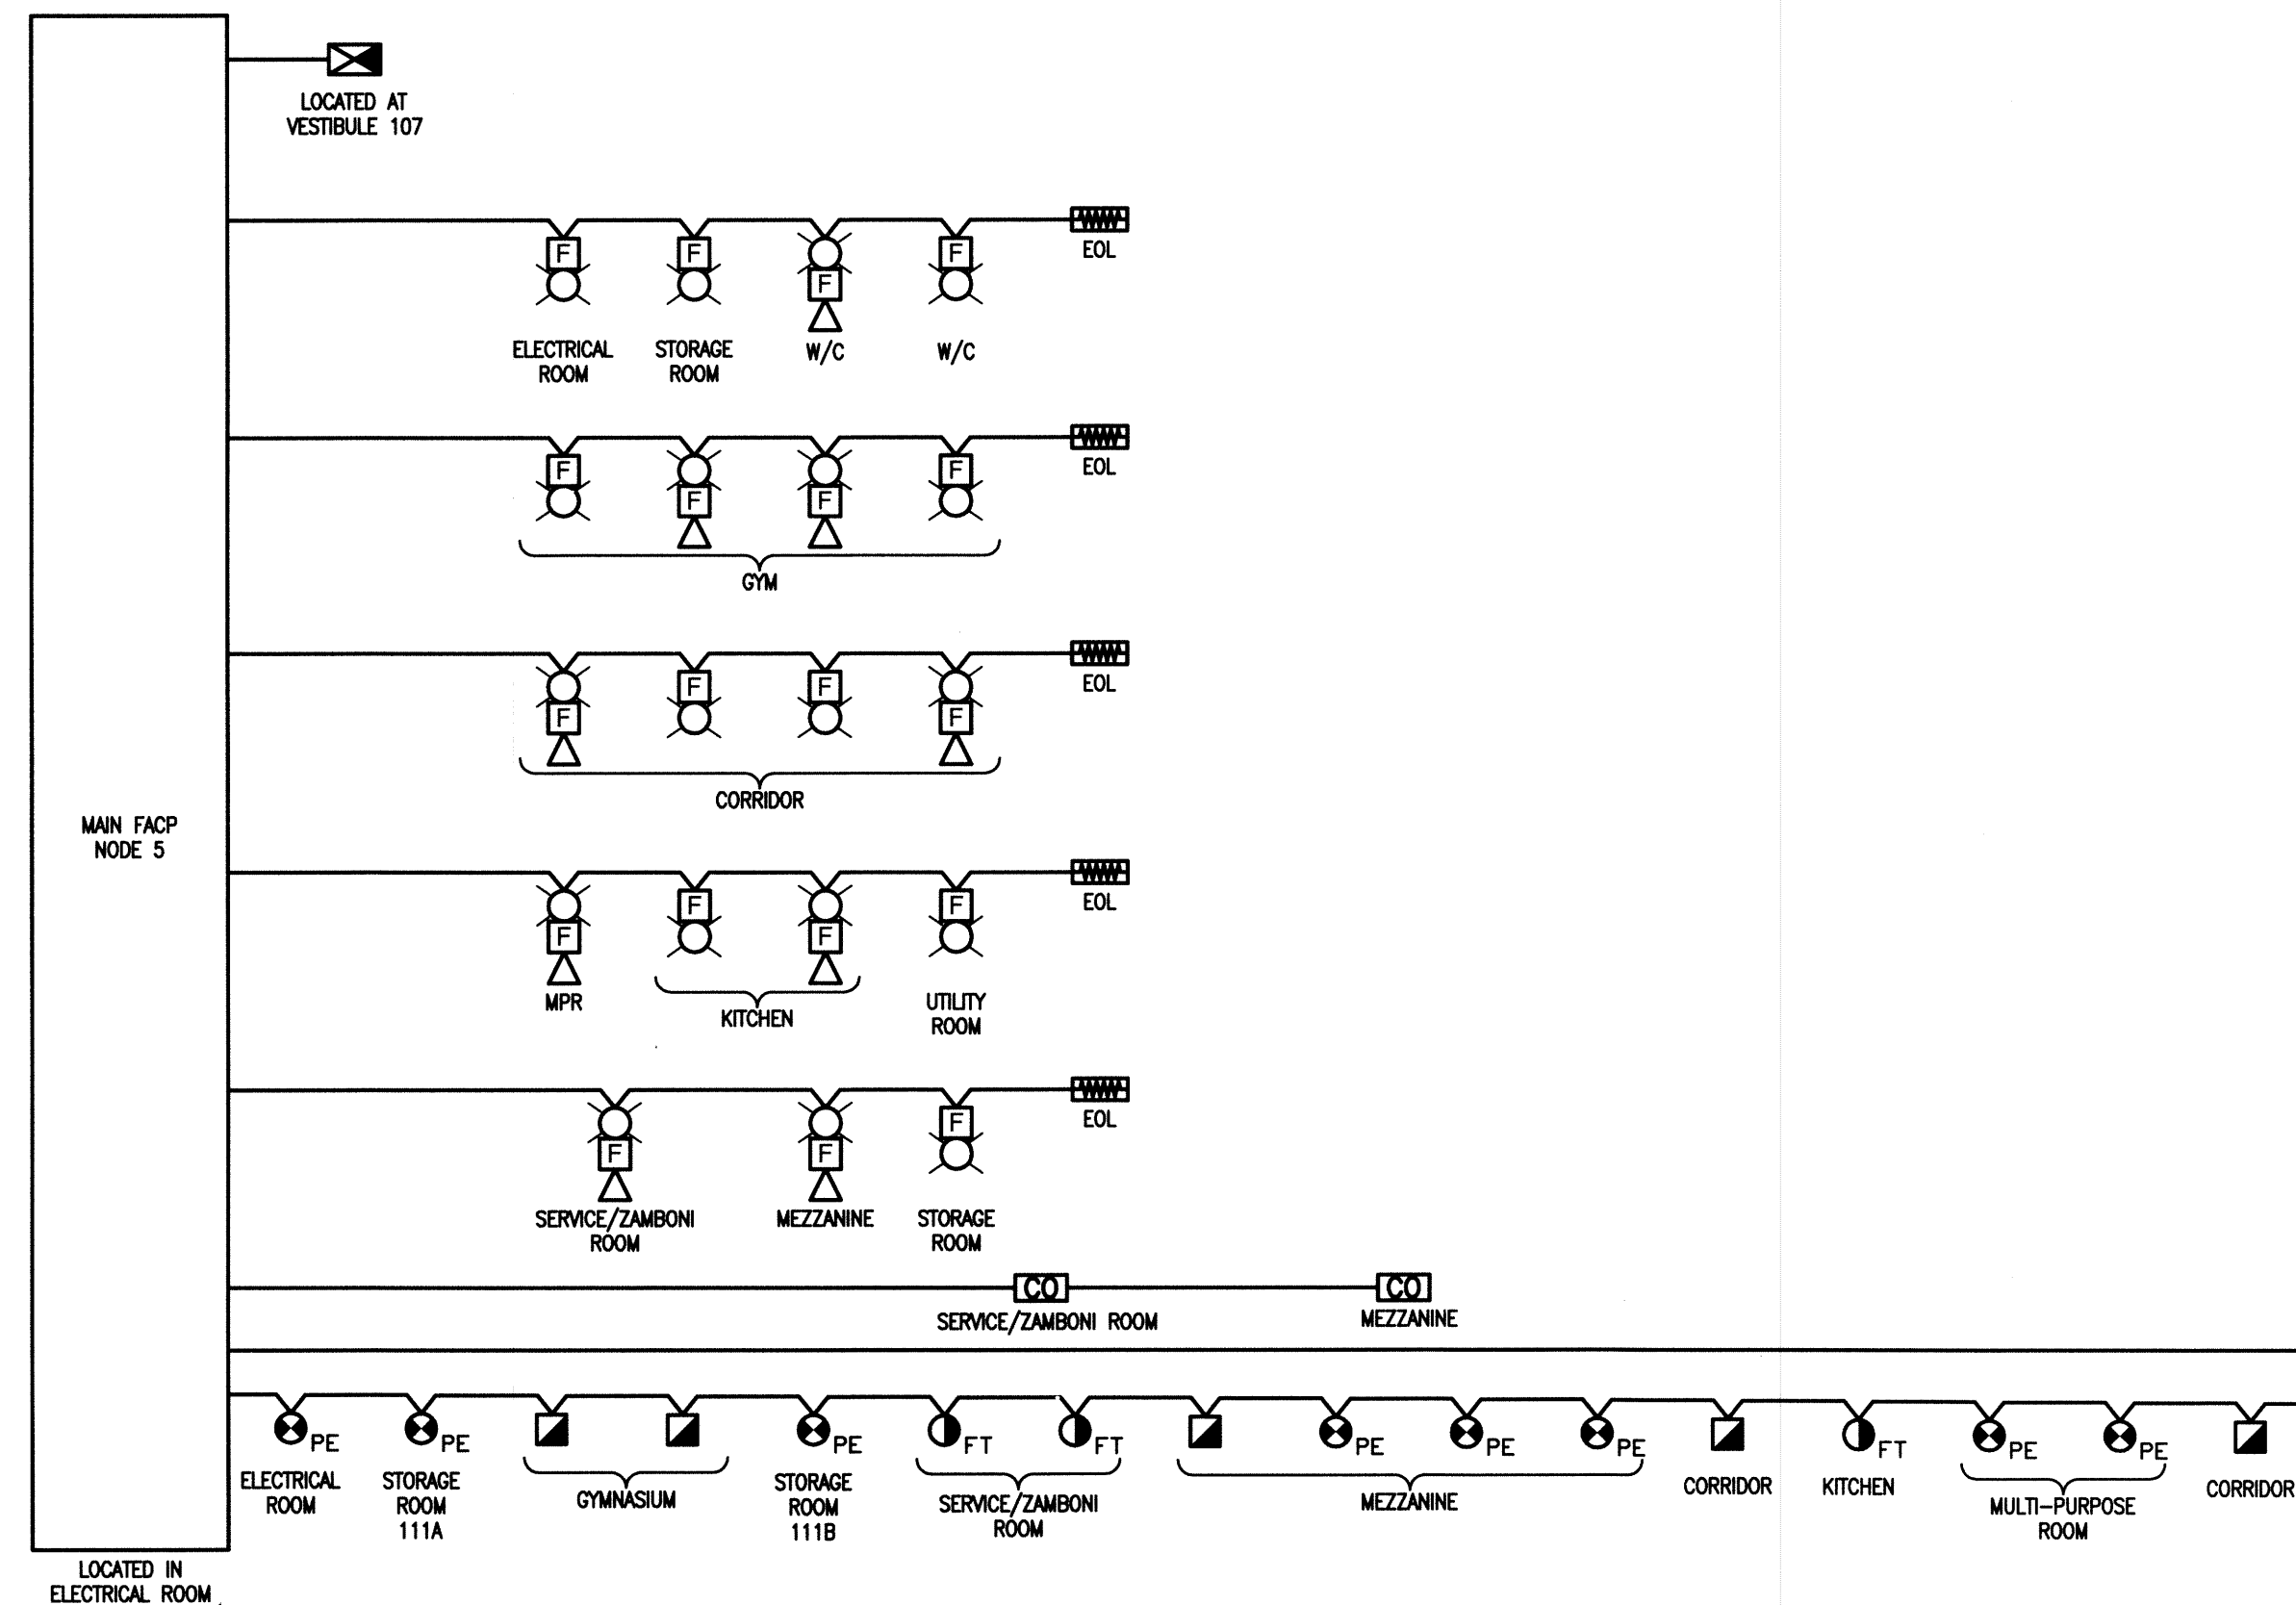 LOCATED AT
VESTIBULE 107
F
F
F
F
EOL
ELECTRICAL
ROOM
STORAGE
ROOM
W/C
W/C
F
F
F
F
EOL
GYM
F
F
F
F
EOL
CORRIDOR
MAIN FACP
NODE 5
F
F
F
F
EOL
MPR
KITCHEN
UTILITY
ROOM
F
F
F
EOL
SERVICE/ZAMBONI
ROOM
MEZZANINE
STORAGE
ROOM
CO
CO
SERVICE/ZAMBONI ROOM
MEZZANINE
PE
PE
PE
FT
FT
PE
PE
PE
FT
PE
PE
ELECTRICAL
ROOM
STORAGE
ROOM
111A
GYMNASIUM
STORAGE
ROOM
111B
SERVICE/ZAMBONI
ROOM
MEZZANINE
CORRIDOR
KITCHEN
MULTI-PURPOSE
ROOM
CORRIDOR
LOCATED IN
ELECTRICAL ROOM